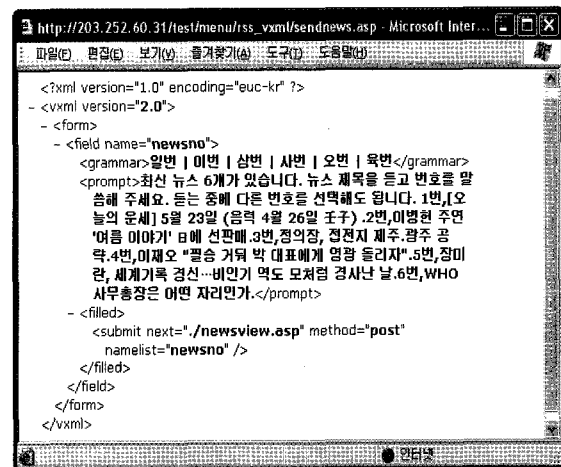 http://203.252.60.31/test/menu/rss_vxml/sendnews.asp - Microsoft Inter...
파일(F) 편집(E) 보기(V) 즐겨찾기(A) 도구(T) 도움말(H)
<?xml version="1.0" encoding="euc-kr" ?>
- <vxml version="2.0">
- <form>
- <field name="newsno">
<grammar>일번 | 이번 | 삼번 | 사번 | 오번 | 육번</grammar>
<prompt>최신 뉴스 6개가 있습니다. 뉴스 제목을 듣고 번호를 말
씀해 주세요. 듣는 중에 다른 번호를 선택해도 됩니다. 1번,[오
늘의 운세] 5월 23일 (음력 4월 26일 壬子) .2번,이병헌 주연
'여름 이야기' 日에 선판매.3번,정의장, 접전지 제주.광주 공
략.4번,이재오 "필승 거둬 박 대표에게 영광 돌리자".5번,장미
란, 세계기록 경신…비인기 역도 모처럼 경사난 날.6번,WHO
사무총장은 어떤 자리인가.</prompt>
- <filled>
<submit next="./newsview.asp" method="post"
namelist="newsno" />
</filled>
</field>
</form>
</vxml>
인터넷